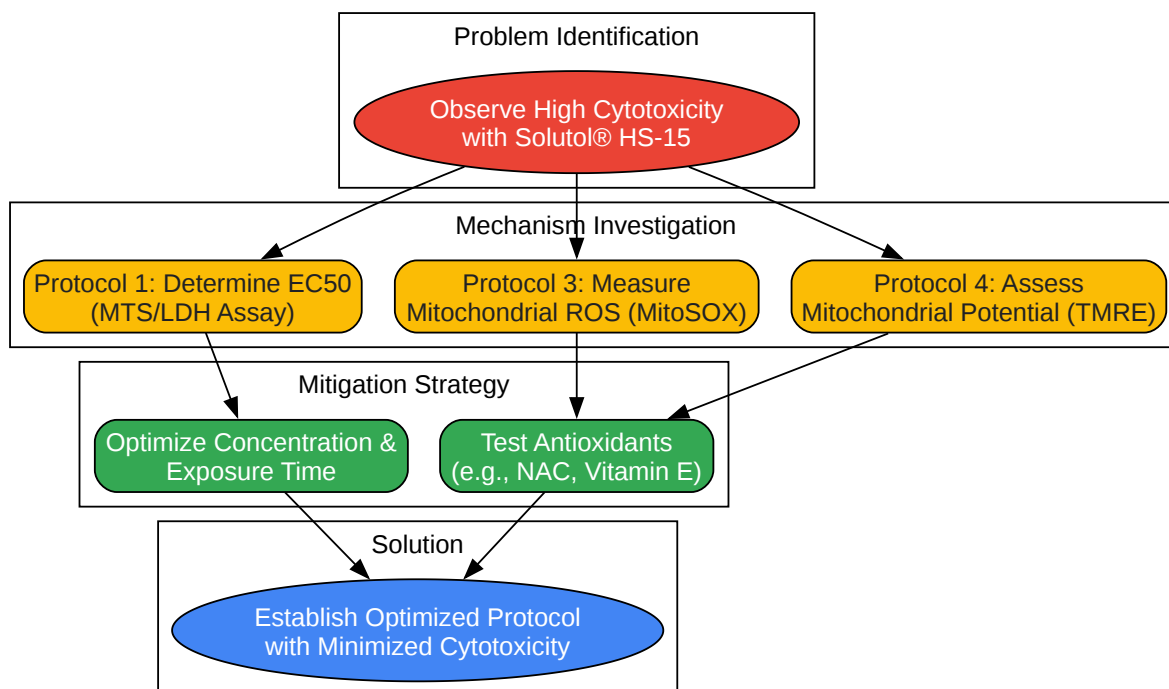 Problem Identification
Observe High Cytotoxicity
with Solutol® HS-15
Mechanism Investigation
Protocol 1: Determine EC50
(MTS/LDH Assay)
Protocol 3: Measure
Mitochondrial ROS (MitoSOX)
Protocol 4: Assess
Mitochondrial Potential (TMRE)
Mitigation Strategy
Optimize Concentration &
Exposure Time
Test Antioxidants
(e.g., NAC, Vitamin E)
Solution
Establish Optimized Protocol
with Minimized Cytotoxicity